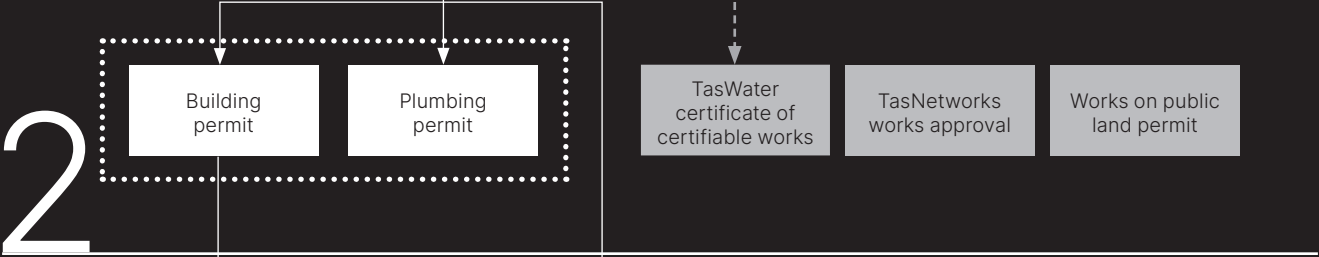 2
Building
permit
Plumbing
permit
TasWater
certificate of
certifiable works
TasNetworks
works approval
Works on public
land permit